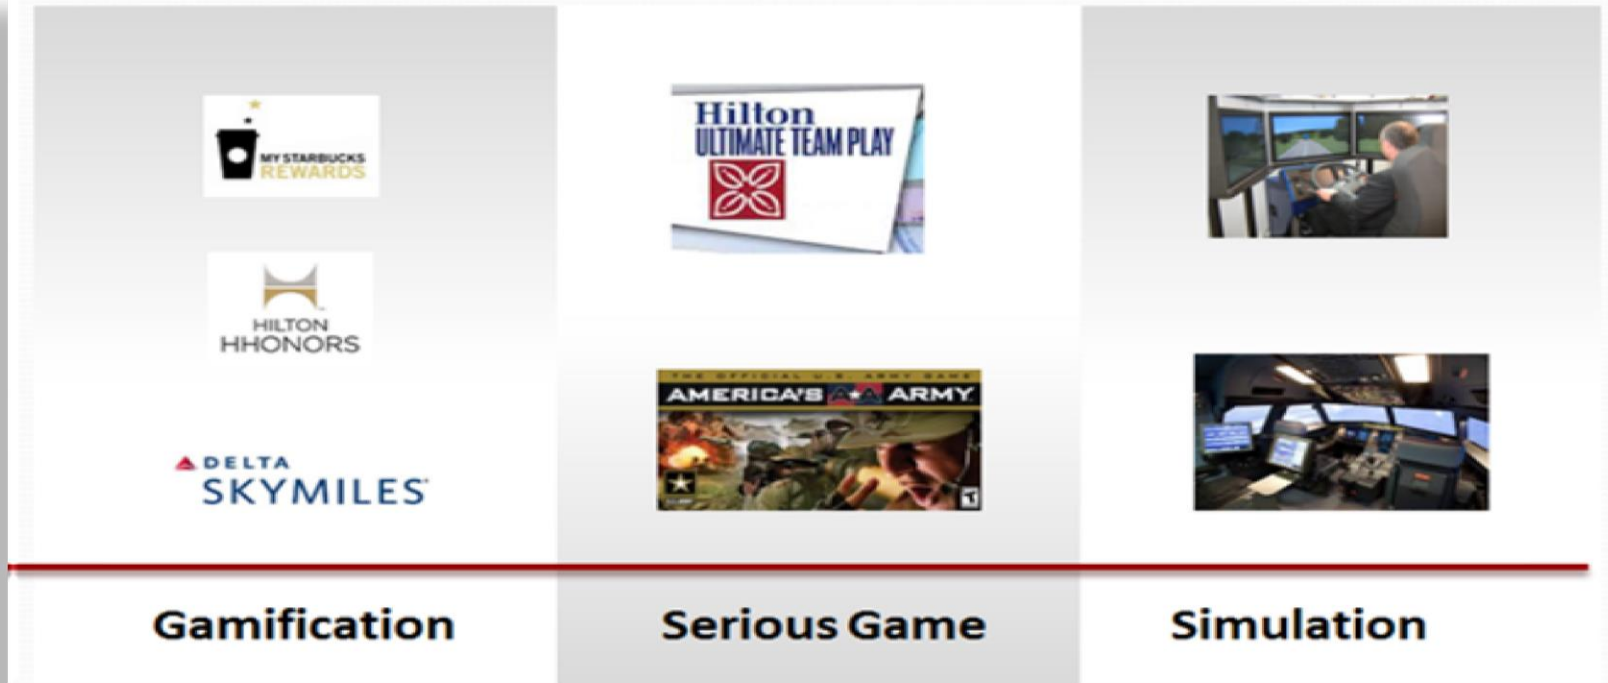 MY STARBUCKS
REWARDS
HILTON
HHONORS
DELTA
SKYMILES
Hilton
ULTIMATE TEAM PLAY
THE OFFICIAL U.S. ARMY GAME
AMERICA'S ARMY
T
Gamification
Serious Game
Simulation